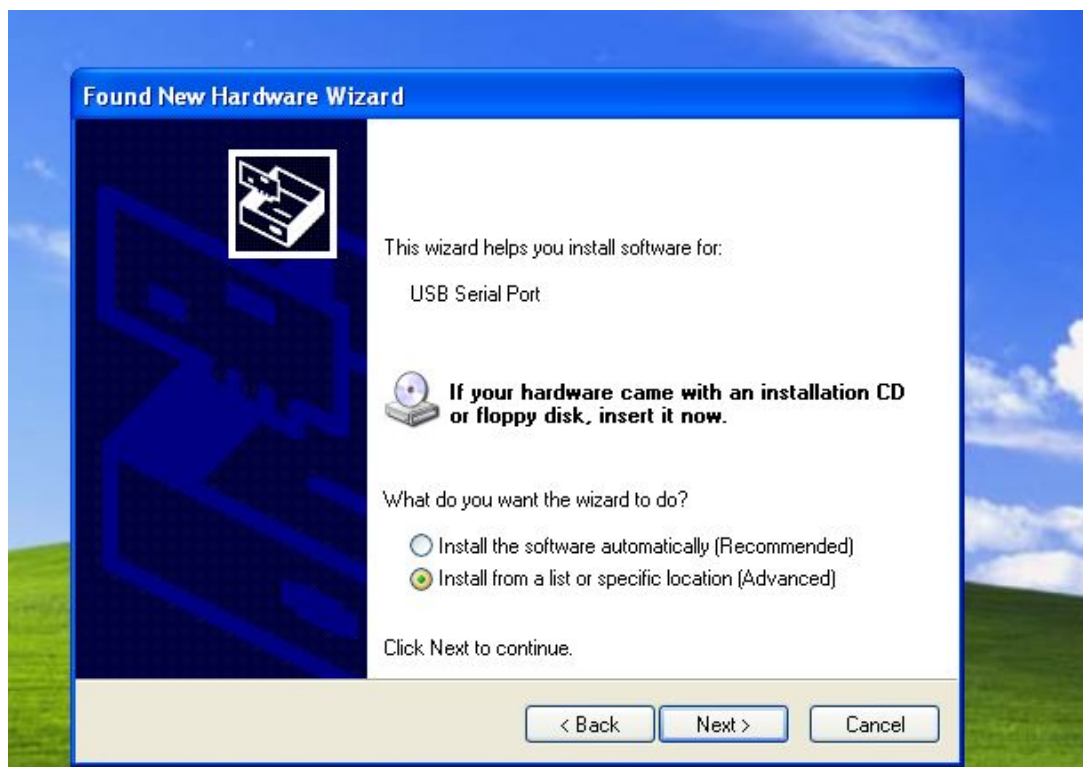 Found New Hardware Wizard
This wizard helps you install software for:
USB Serial Port
If your hardware came with an installation CD
or floppy disk, insert it now.
What do you want the wizard to do?
Install the software automatically (Recommended)
Install from a list or specific location (Advanced)
Click Next to continue.
< Back
Next >
Cancel